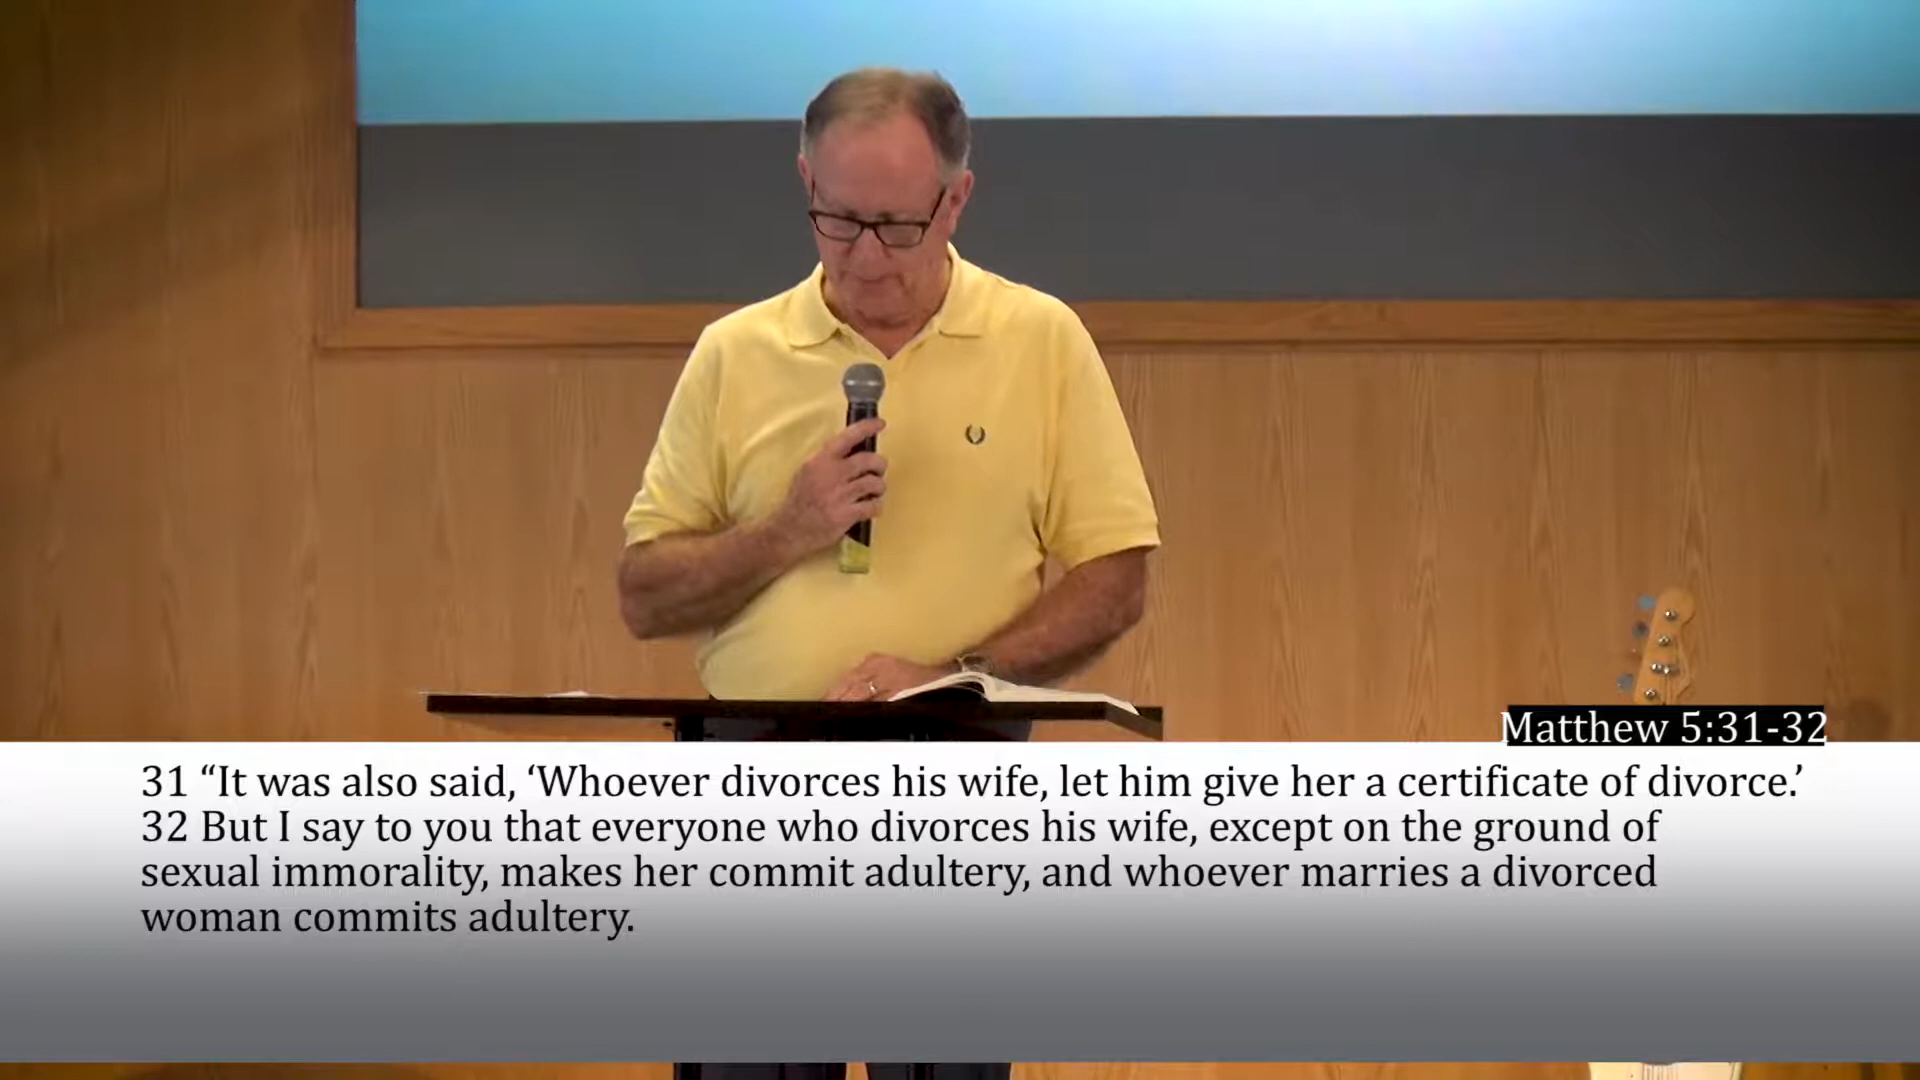 Matthew 5:31-32
31 “It was also said, ‘Whoever divorces his wife, let him give her a certificate of divorce.’
32 But I say to you that everyone who divorces his wife, except on the ground of
sexual immorality, makes her commit adultery, and whoever marries a divorced
woman commits adultery.